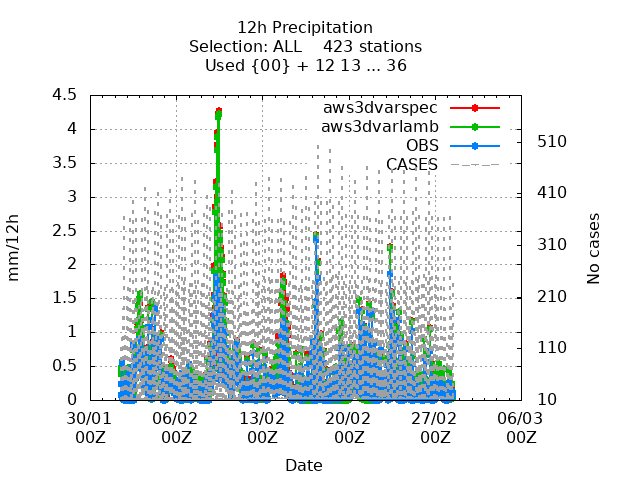 12h Precipitation
Selection: ALL    423 stations
Used {00} + 12 13 ... 36
aws3dvarspec
aws3dvarlamb
OBS
CASES
mm/12h
4.5
4
3.5
3
2.5
2
1.5
1
0.5
0
No cases
510
410
310
210
110
10
30/01 06/02 13/02 20/02 27/02 06/03
00Z 00Z 00Z 00Z 00Z 00Z
Date